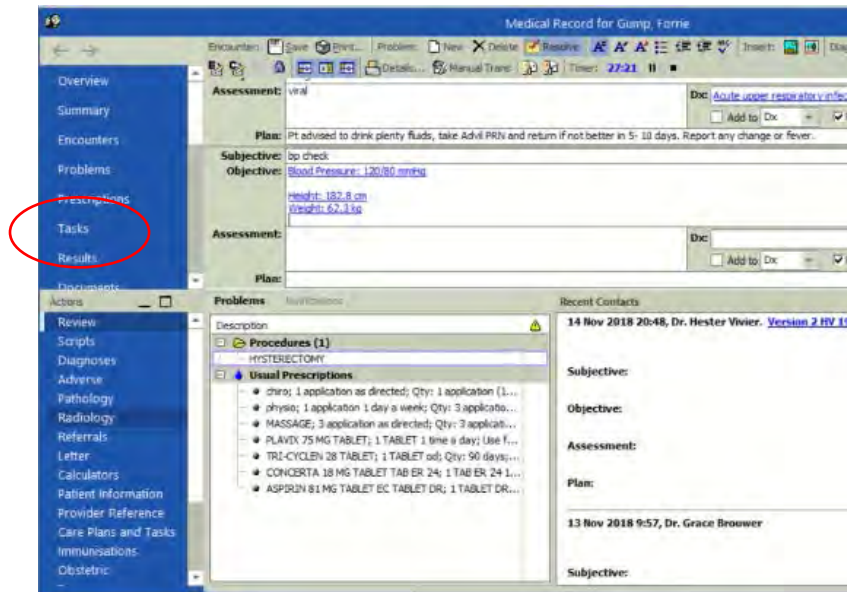 Medical Record for Gump, Forrie
Encounter: Save Print... Problem: New Delete Resolve A A A Insert: Diag
Details... Manual Trans Timer: 27:21
Overview
Summary
Encounters
Problems
Prescriptions
Tasks
Results
Documents
Assessment: viral
Dx: Acute upper respiratory infec
Add to Dx
Plan: Pt advised to drink plenty fluids, take Advil PRN and return if not better in 5- 10 days. Report any change or fever.
Subjective: bp check
Objective: Blood Pressure: 120/80 mmHg
Height: 182.8 cm
Weight: 62.3 kg
Assessment:
Dx:
Add to Dx
Plan:
Actions
Review
Scripts
Diagnoses
Adverse
Pathology
Radiology
Referrals
Letter
Calculators
Patient Information
Provider Reference
Care Plans and Tasks
Immunisations
Obstetric
Problems
Description
Procedures (1)
HYSTERECTOMY
Usual Prescriptions
chiro; 1 application as directed; Qty: 1 application (1...
physio; 1 application 1 day a week; Qty: 3 applicatio...
MASSAGE; 3 application as directed; Qty: 3 applicati...
PLAVIX 75 MG TABLET; 1 TABLET 1 time a day; Use f...
TRI-CYCLEN 28 TABLET; 1 TABLET od; Qty: 90 days;...
CONCERTA 18 MG TABLET TAB ER 24; 1 TAB ER 24 1...
ASPIRIN 81 MG TABLET EC TABLET DR; 1 TABLET DR...
Recent Contacts
14 Nov 2018 20:48, Dr. Hester Vivier. Version 2 HV 19
Subjective:
Objective:
Assessment:
Plan:
13 Nov 2018 9:57, Dr. Grace Brouwer
Subjective: